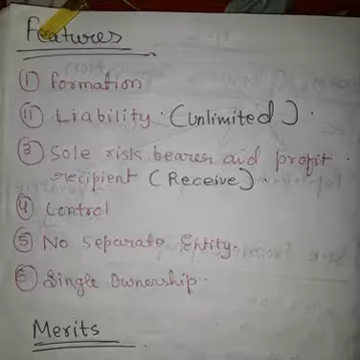 Features
① Formation
⑪ Liability. (Unlimited).
③ Sole risk bearer aid profit.
recipient (Receive).
④ Control
⑤ No Separate Entity.
⑥ Single Ownership.
Merits